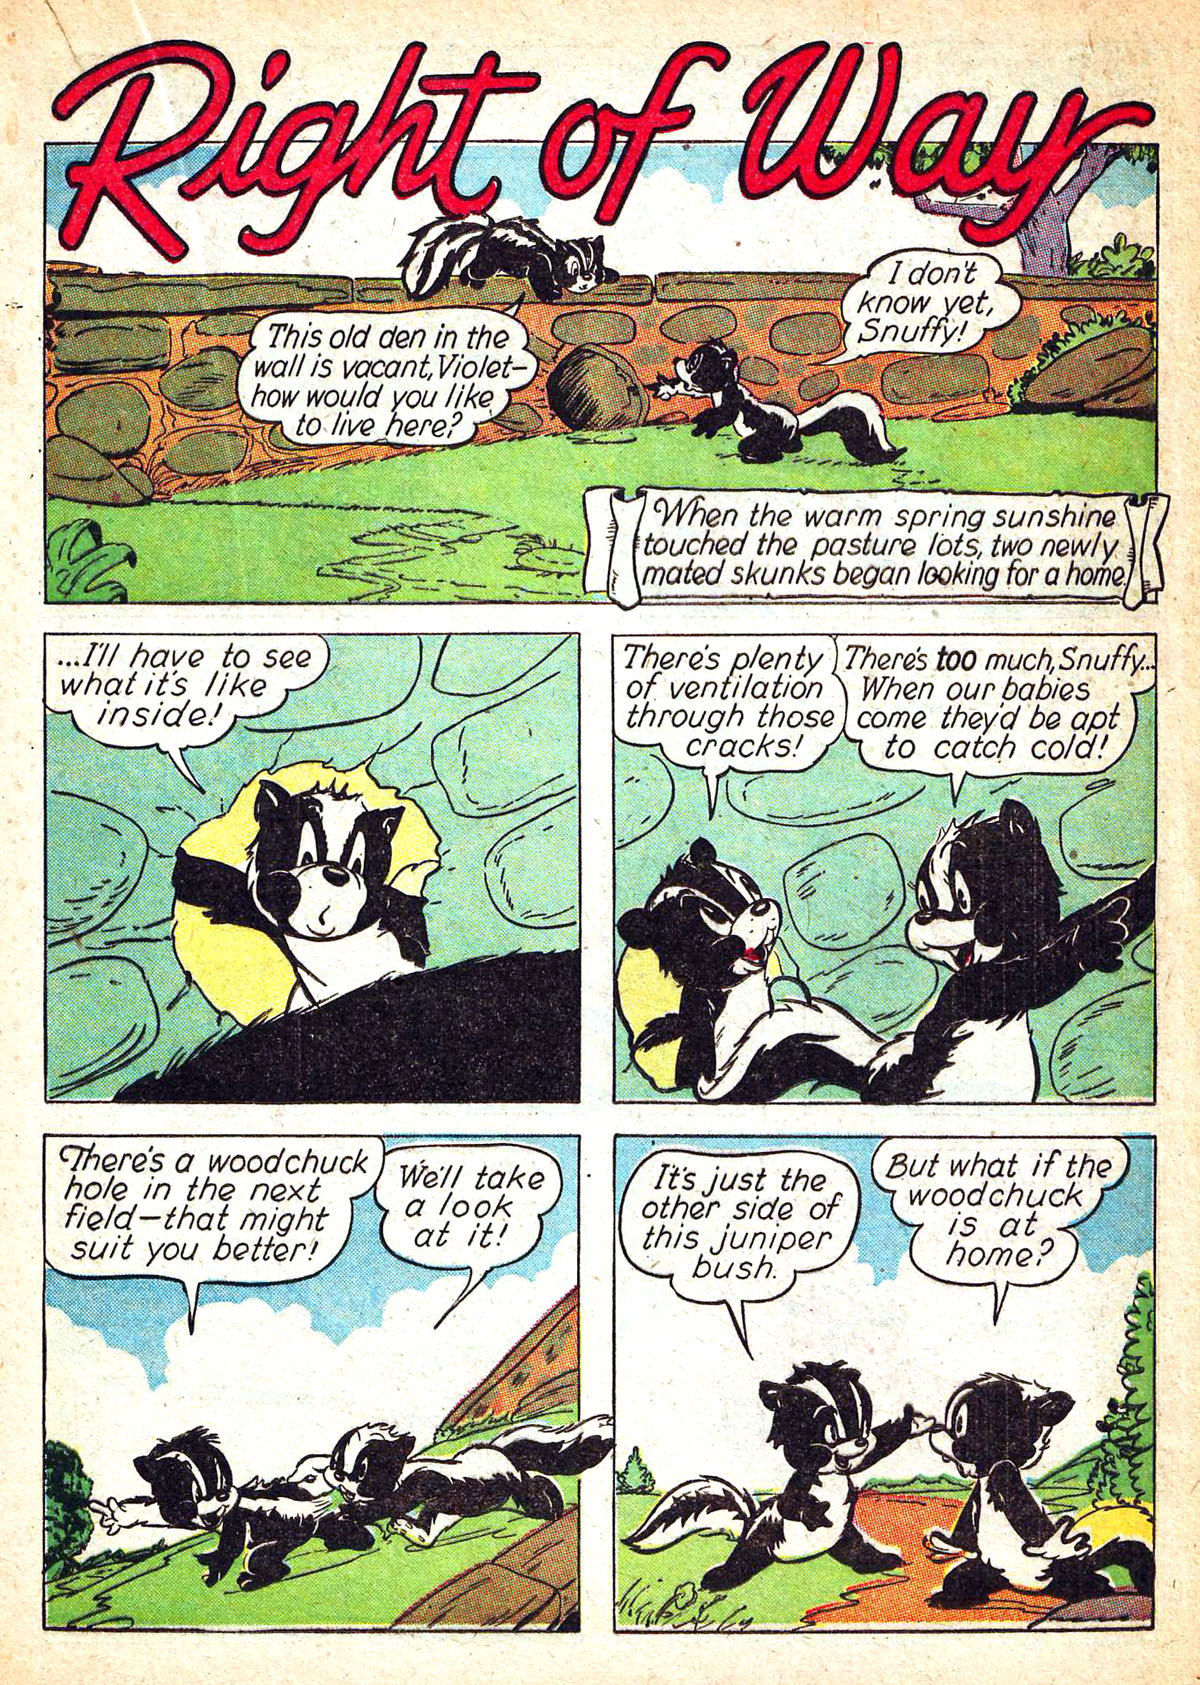 Right of Way
This old den in the
wall is vacant, Violet—
how would you like
to live here?
I don't
know yet,
Snuffy!
When the warm spring sunshine
touched the pasture lots, two newly
mated skunks began looking for a home.
...I'll have to see
what it's like
inside!
There's plenty
of ventilation
through those
cracks!
There's too much, Snuffy...
When our babies
come they'd be apt
to catch cold!
There's a woodchuck
hole in the next
field—that might
suit you better!
We'll take
a look
at it!
It's just the
other side of
this juniper
bush.
But what if the
woodchuck
is at
home?